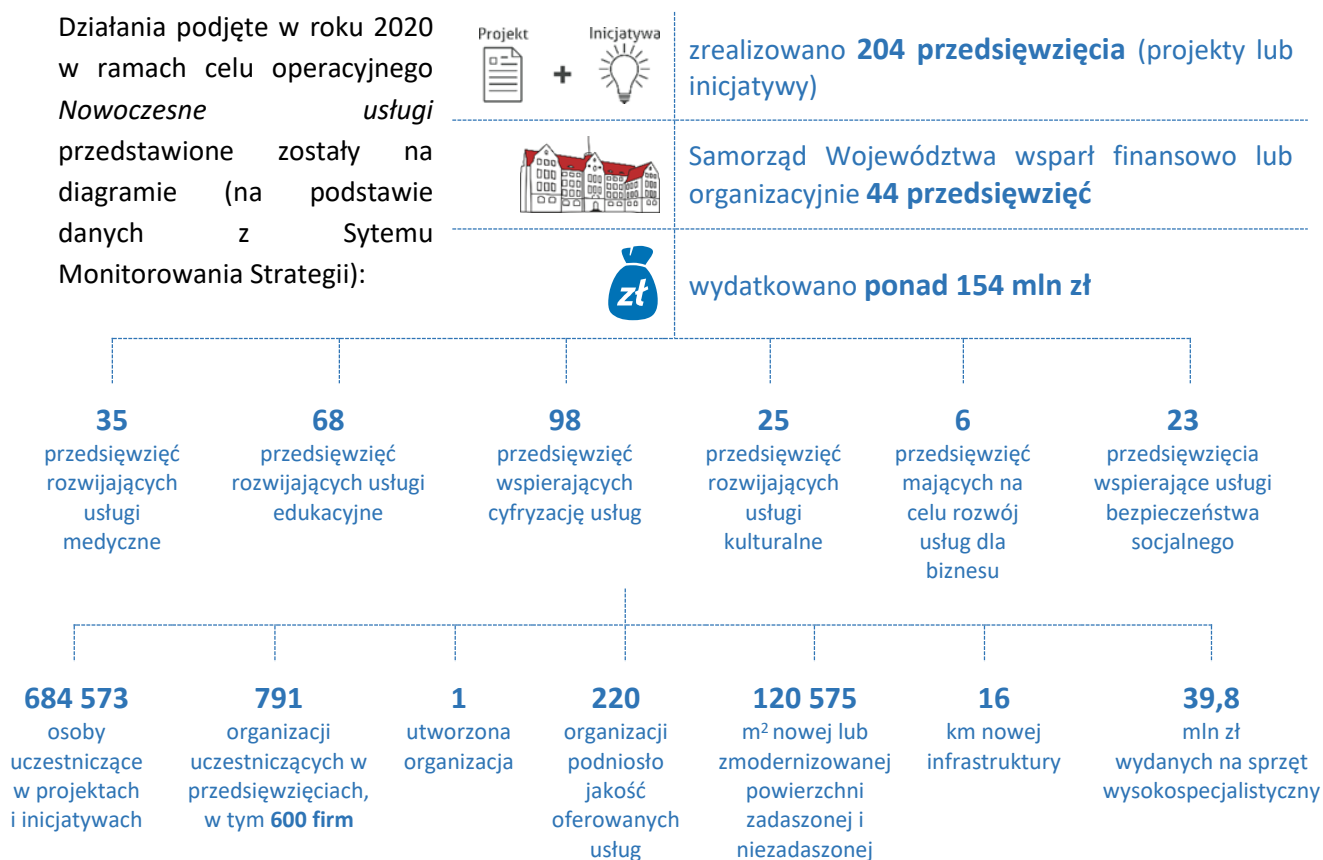 Działania podjęte w roku 2020
w ramach celu operacyjnego
Nowoczesne usługi
przedstawione zostały na
diagramie (na podstawie
danych z Sytemu
Monitorowania Strategii):
Projekt + Inicjatywa
zrealizowano 204 przedsięwzięcia (projekty lub
inicjatywy)
Samorząd Województwa wsparł finansowo lub
organizacyjnie 44 przedsięwzięć
zł
wydatkowano ponad 154 mln zł
35
przedsięwzięć
rozwijających
usługi
medyczne
68
przedsięwzięć
rozwijających usługi
edukacyjne
98
przedsięwzięć
wspierających
cyfryzację usług
25
przedsięwzięć
rozwijających
usługi
kulturalne
6
przedsięwzięć
mających na
celu rozwój
usług dla
biznesu
23
przedsięwzięcia
wspierające usługi
bezpieczeństwa
socjalnego
684 573
osoby
uczestniczące
w projektach
i inicjatywach
791
organizacji
uczestniczących w
przedsięwzięciach,
w tym 600 firm
1
utworzona
organizacja
220
organizacji
podniosło
jakość
oferowanych
usług
120 575
m² nowej lub
zmodernizowanej
powierzchni
zadaszonej i
niezadaszonej
16
km nowej
infrastruktury
39,8
mln zł
wydanych na sprzęt
wysokospecjalistyczny